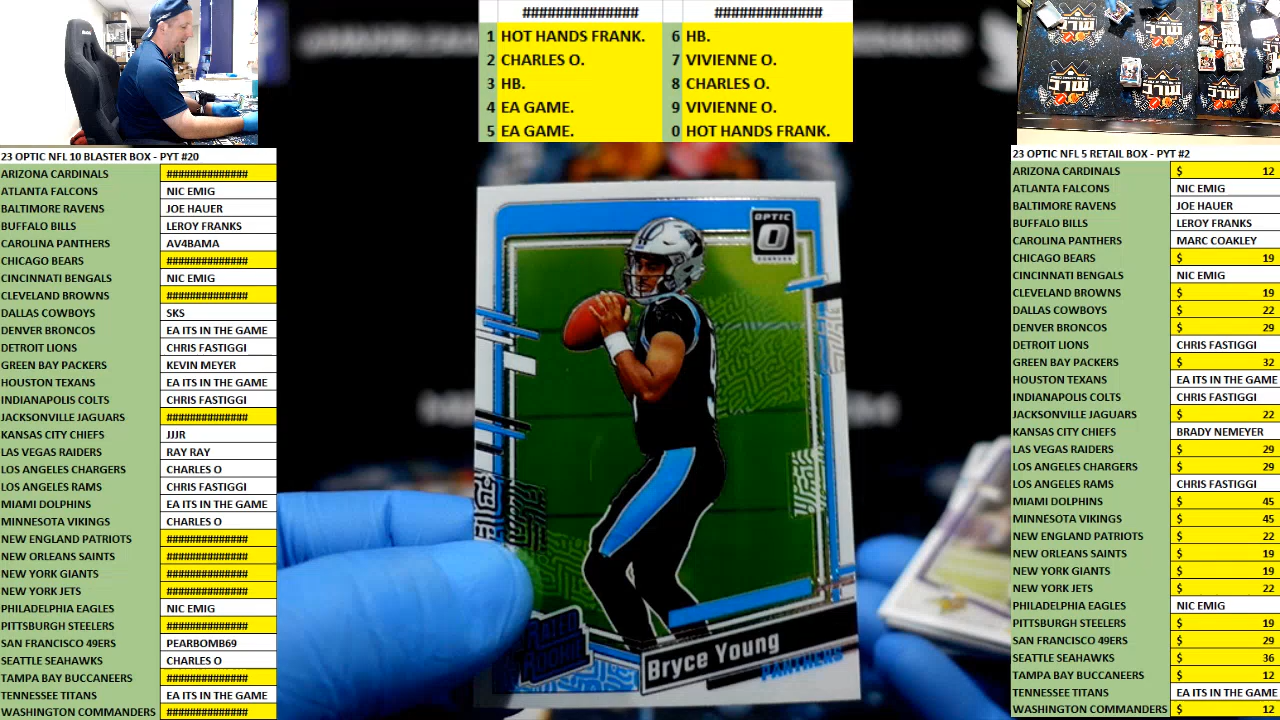 ############## #############
1 HOT HANDS FRANK. 6 HB.
2 CHARLES O. 7 VIVIENNE O.
3 HB. 8 CHARLES O.
4 EA GAME. 9 VIVIENNE O.
5 EA GAME. 0 HOT HANDS FRANK.
23 OPTIC NFL 10 BLASTER BOX - PYT #20
ARIZONA CARDINALS ##############
ATLANTA FALCONS NIC EMIG
BALTIMORE RAVENS JOE HAUER
BUFFALO BILLS LEROY FRANKS
CAROLINA PANTHERS AV4BAMA
CHICAGO BEARS ##############
CINCINNATI BENGALS NIC EMIG
CLEVELAND BROWNS ##############
DALLAS COWBOYS SKS
DENVER BRONCOS EA ITS IN THE GAME
DETROIT LIONS CHRIS FASTIGGI
GREEN BAY PACKERS KEVIN MEYER
HOUSTON TEXANS EA ITS IN THE GAME
INDIANAPOLIS COLTS CHRIS FASTIGGI
JACKSONVILLE JAGUARS ##############
KANSAS CITY CHIEFS JJJR
LAS VEGAS RAIDERS RAY RAY
LOS ANGELES CHARGERS CHARLES O
LOS ANGELES RAMS CHRIS FASTIGGI
MIAMI DOLPHINS EA ITS IN THE GAME
MINNESOTA VIKINGS CHARLES O
NEW ENGLAND PATRIOTS ##############
NEW ORLEANS SAINTS ##############
NEW YORK GIANTS ##############
NEW YORK JETS ##############
PHILADELPHIA EAGLES NIC EMIG
PITTSBURGH STEELERS ##############
SAN FRANCISCO 49ERS PEARBOMB69
SEATTLE SEAHAWKS CHARLES O
TAMPA BAY BUCCANEERS ##############
TENNESSEE TITANS EA ITS IN THE GAME
WASHINGTON COMMANDERS ##############
OPTIC
DONRUSS
RATED
ROOKIE
Bryce Young
PANTHERS
23 OPTIC NFL 5 RETAIL BOX - PYT #2
ARIZONA CARDINALS $ 12
ATLANTA FALCONS NIC EMIG
BALTIMORE RAVENS JOE HAUER
BUFFALO BILLS LEROY FRANKS
CAROLINA PANTHERS MARC COAKLEY
CHICAGO BEARS $ 19
CINCINNATI BENGALS NIC EMIG
CLEVELAND BROWNS $ 19
DALLAS COWBOYS $ 22
DENVER BRONCOS $ 29
DETROIT LIONS CHRIS FASTIGGI
GREEN BAY PACKERS $ 32
HOUSTON TEXANS EA ITS IN THE GAME
INDIANAPOLIS COLTS CHRIS FASTIGGI
JACKSONVILLE JAGUARS $ 22
KANSAS CITY CHIEFS BRADY NEMEYER
LAS VEGAS RAIDERS $ 29
LOS ANGELES CHARGERS $ 29
LOS ANGELES RAMS CHRIS FASTIGGI
MIAMI DOLPHINS $ 45
MINNESOTA VIKINGS $ 45
NEW ENGLAND PATRIOTS $ 22
NEW ORLEANS SAINTS $ 19
NEW YORK GIANTS $ 19
NEW YORK JETS $ 22
PHILADELPHIA EAGLES NIC EMIG
PITTSBURGH STEELERS $ 19
SAN FRANCISCO 49ERS $ 29
SEATTLE SEAHAWKS $ 36
TAMPA BAY BUCCANEERS $ 12
TENNESSEE TITANS EA ITS IN THE GAME
WASHINGTON COMMANDERS $ 12